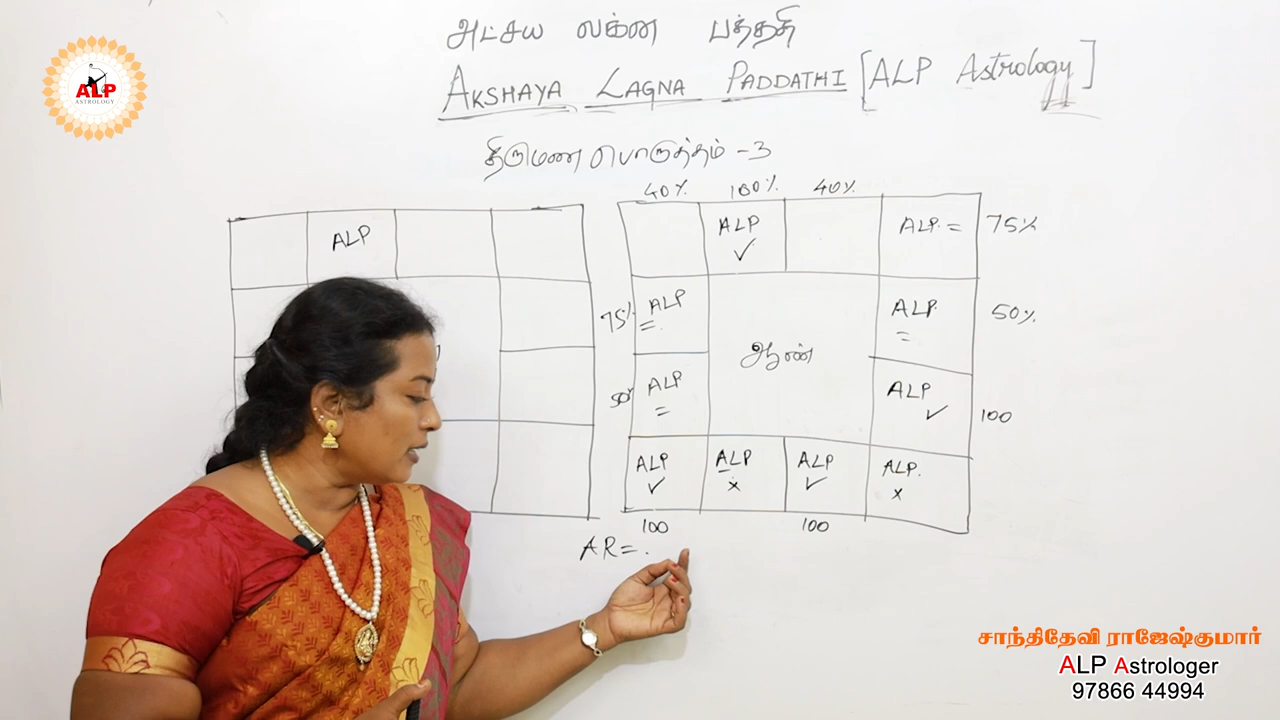 அட்சய லக்ன பத்ததி
AKSHAYA LAGNA PADDATHI [ALP Astrology]
ALP
ASTROLOGY
திருமண பொருத்தம் -3
40% 100% 40%
ALP
ALP ALP = 75%
✓
75% ALP ALP 50%
= =
ஆண்
50% ALP ALP 100
= ✓
ALP ALP ALP ALP.
✓ x ✓ x
100 100
AR = .
சாந்திதேவி ராஜேஷ்குமார்
ALP Astrologer
97866 44994